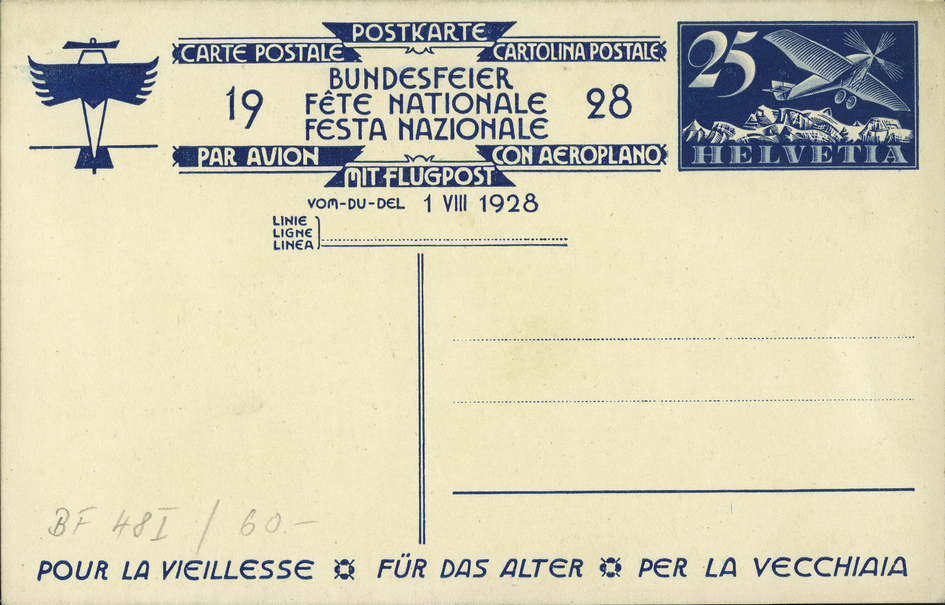 POSTKARTE
CARTE POSTALE
CARTOLINA POSTALE
19
BUNDESFEIER
FÊTE NATIONALE
FESTA NAZIONALE
28
PAR AVION
CON AEROPLANO
MIT FLUGPOST
VOM-DU-DEL 1 VIII 1928
LINIE
LIGNE
LINEA
25
HELVETIA
BF 48I / 60.-
POUR LA VIEILLESSE FÜR DAS ALTER PER LA VECCHIAIA